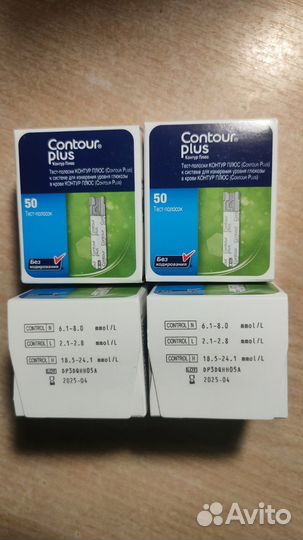 Contour®
plus
Контур Плюс
Тест-полоски КОНТУР ПЛЮС (Contour Plus)
к системе для измерения уровня глюкозы
в крови КОНТУР ПЛЮС (Contour Plus)
50
Тест-полосок
Без
кодирования
Contour®
plus
Контур Плюс
Тест-полоски КОНТУР ПЛЮС (Contour Plus)
к системе для измерения уровня глюкозы
в крови КОНТУР ПЛЮС (Contour Plus)
50
Тест-полосок
Без
кодирования
CONTROL N 6.1-8.0 mmol/L
CONTROL L 2.1-2.8 mmol/L
CONTROL H 18.5-24.1 mmol/L
LOT DP3DQHH05A
2025-04
CONTROL N 6.1-8.0 mmol/L
CONTROL L 2.1-2.8 mmol/L
CONTROL H 18.5-24.1 mmol/L
LOT DP3DQHH05A
2025-04
Avito